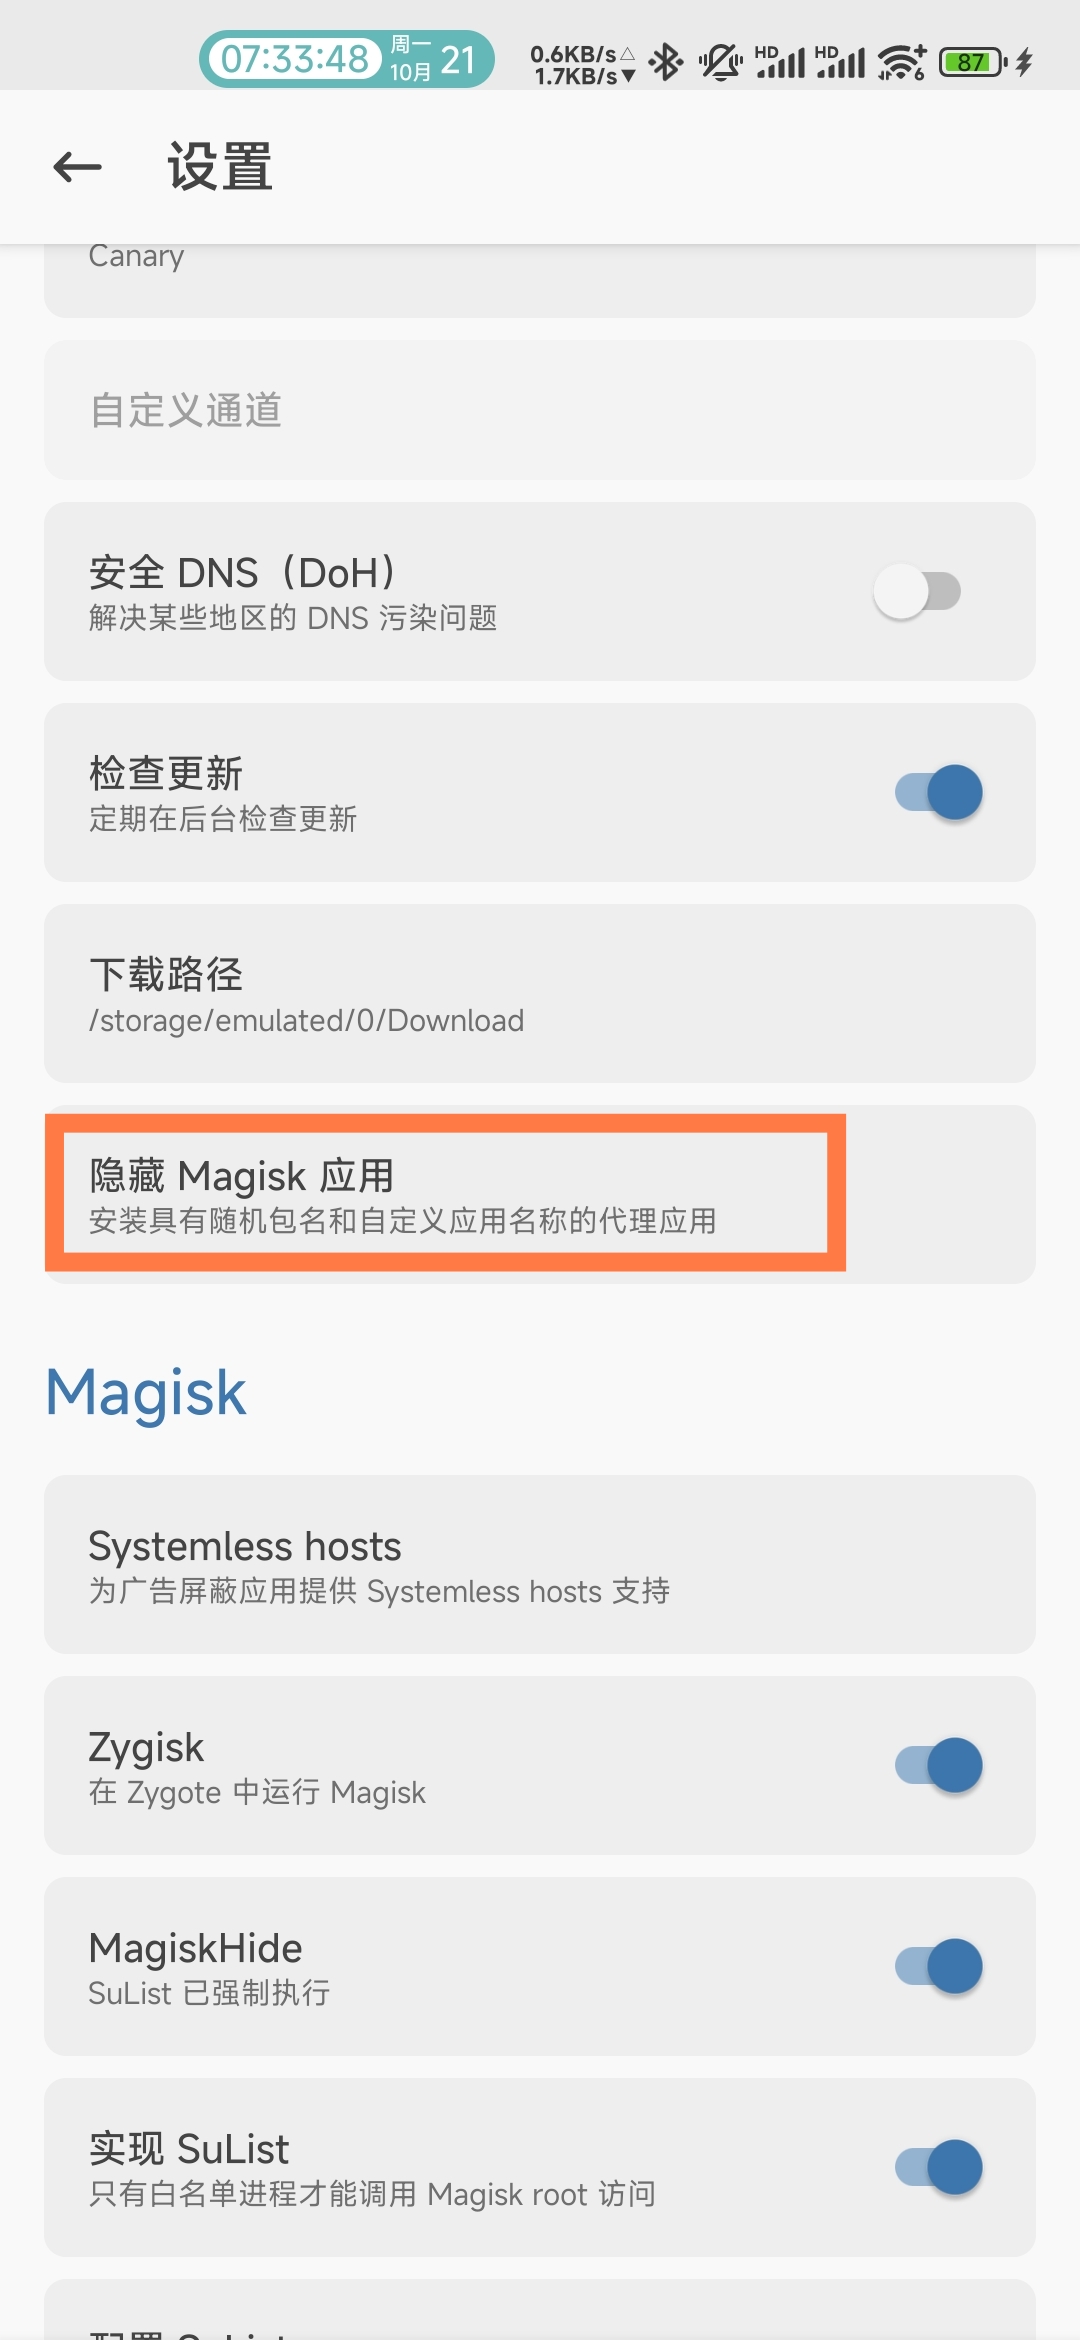 07:33:48
周一
10月
21
0.6KB/s△
1.7KB/s▼
HD
HD
6
87
设置
Canary
自定义通道
安全 DNS（DoH）
解决某些地区的 DNS 污染问题
检查更新
定期在后台检查更新
下载路径
/storage/emulated/0/Download
隐藏 Magisk 应用
安装具有随机包名和自定义应用名称的代理应用
Magisk
Systemless hosts
为广告屏蔽应用提供 Systemless hosts 支持
Zygisk
在 Zygote 中运行 Magisk
MagiskHide
SuList 已强制执行
实现 SuList
只有白名单进程才能调用 Magisk root 访问